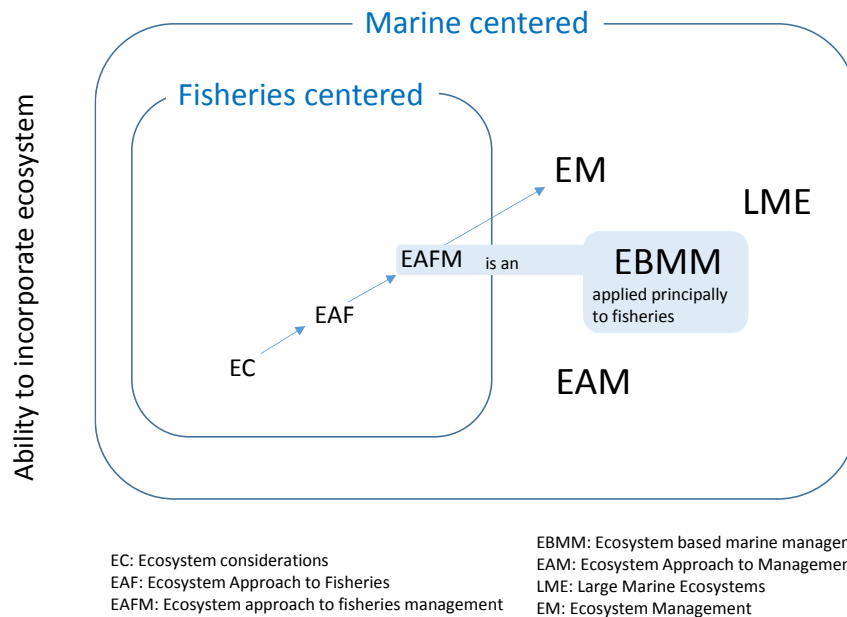 Marine centered
Fisheries centered
Ability to incorporate ecosystem
EM
LME
EAFM is an
EBMM
applied principally
to fisheries
EAF
EC
EAM
EC: Ecosystem considerations
EAF: Ecosystem Approach to Fisheries
EAFM: Ecosystem approach to fisheries management
EBMM: Ecosystem based marine manage
EAM: Ecosystem Approach to Management
LME: Large Marine Ecosystems
EM: Ecosystem Management